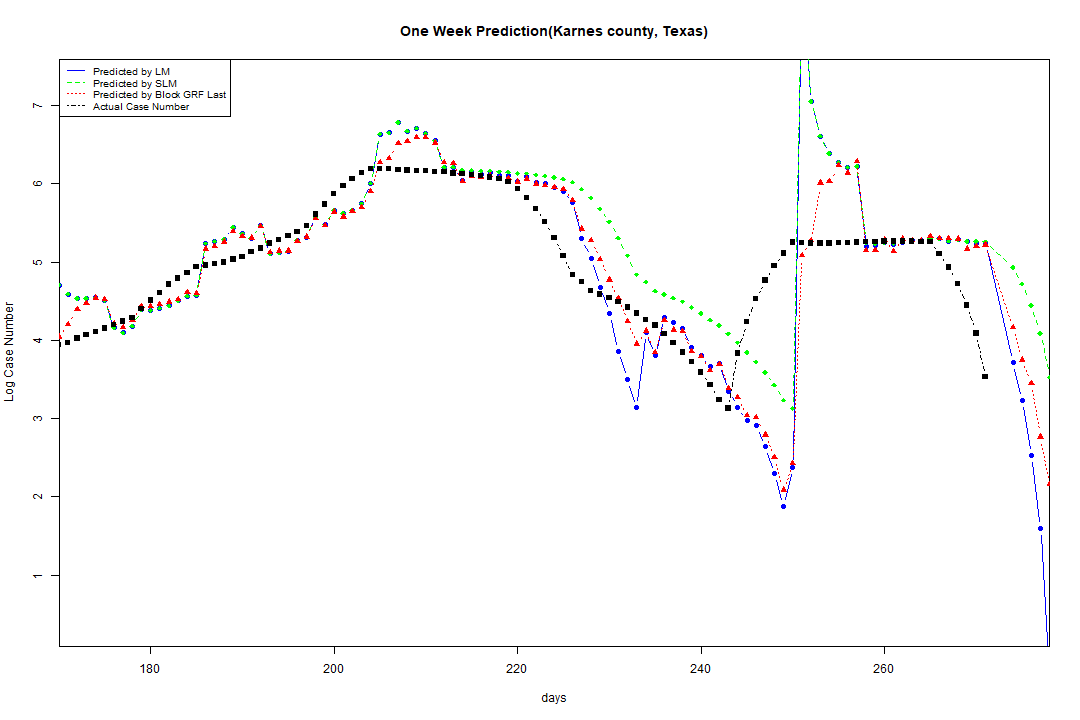 One Week Prediction(Karnes county, Texas)
Predicted by LM
Predicted by SLM
Predicted by Block GRF Last
Actual Case Number
7
6
5
4
3
2
1
Log Case Number
180 200 220 240 260
days